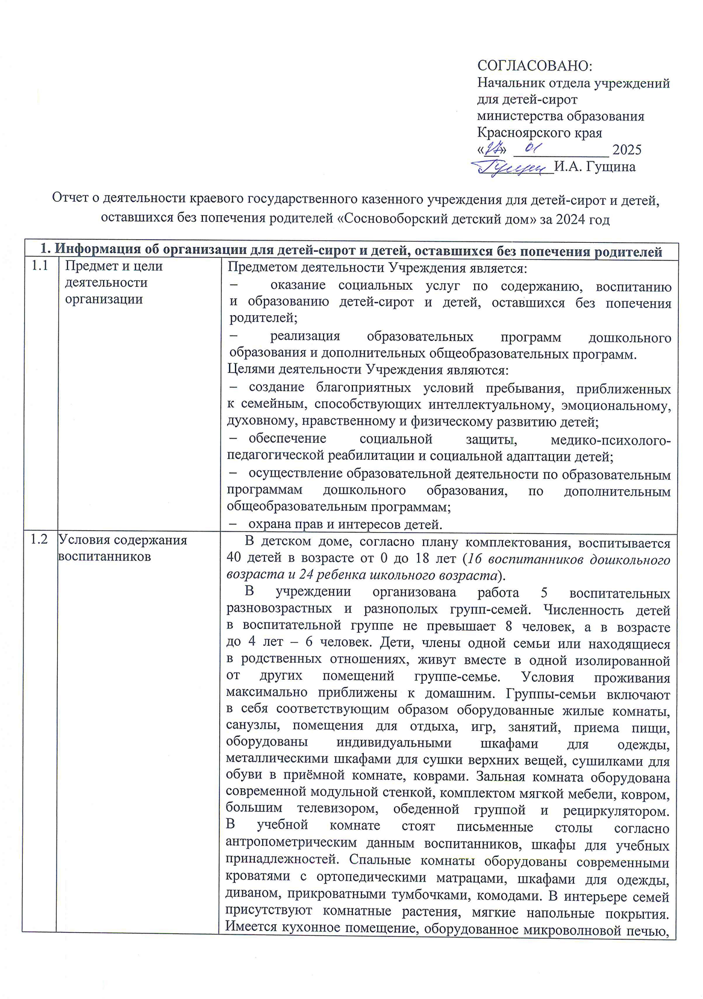 СОГЛАСОВАНО:
Начальник отдела учреждений
для детей-сирот
министерства образования
Красноярского края
«27» 01 2025
И.А. Гущина
Отчет о деятельности краевого государственного казенного учреждения для детей-сирот и детей,
оставшихся без попечения родителей «Сосновоборский детский дом» за 2024 год
1. Информация об организации для детей-сирот и детей, оставшихся без попечения родителей
1.1
Предмет и цели
деятельности
организации
Предметом деятельности Учреждения является:
– оказание социальных услуг по содержанию, воспитанию
и образованию детей-сирот и детей, оставшихся без попечения
родителей;
– реализация образовательных программ дошкольного
образования и дополнительных общеобразовательных программ.
Целями деятельности Учреждения являются:
– создание благоприятных условий пребывания, приближенных
к семейным, способствующих интеллектуальному, эмоциональному,
духовному, нравственному и физическому развитию детей;
– обеспечение социальной защиты, медико-психолого-
педагогической реабилитации и социальной адаптации детей;
– осуществление образовательной деятельности по образовательным
программам дошкольного образования, по дополнительным
общеобразовательным программам;
– охрана прав и интересов детей.
1.2
Условия содержания
воспитанников
В детском доме, согласно плану комплектования, воспитывается
40 детей в возрасте от 0 до 18 лет (16 воспитанников дошкольного
возраста и 24 ребенка школьного возраста).
В учреждении организована работа 5 воспитательных
разновозрастных и разнополых групп-семей. Численность детей
в воспитательной группе не превышает 8 человек, а в возрасте
до 4 лет – 6 человек. Дети, члены одной семьи или находящиеся
в родственных отношениях, живут вместе в одной изолированной
от других помещений группе-семье. Условия проживания
максимально приближены к домашним. Группы-семьи включают
в себя соответствующим образом оборудованные жилые комнаты,
санузлы, помещения для отдыха, игр, занятий, приема пищи,
оборудованы индивидуальными шкафами для одежды,
металлическими шкафами для сушки верхних вещей, сушилками для
обуви в приёмной комнате, коврами. Зальная комната оборудована
современной модульной стенкой, комплектом мягкой мебели, ковром,
большим телевизором, обеденной группой и рециркулятором.
В учебной комнате стоят письменные столы согласно
антропометрическим данным воспитанников, шкафы для учебных
принадлежностей. Спальные комнаты оборудованы современными
кроватями с ортопедическими матрацами, шкафами для одежды,
диваном, прикроватными тумбочками, комодами. В интерьере семей
присутствуют комнатные растения, мягкие напольные покрытия.
Имеется кухонное помещение, оборудованное микроволновой печью,